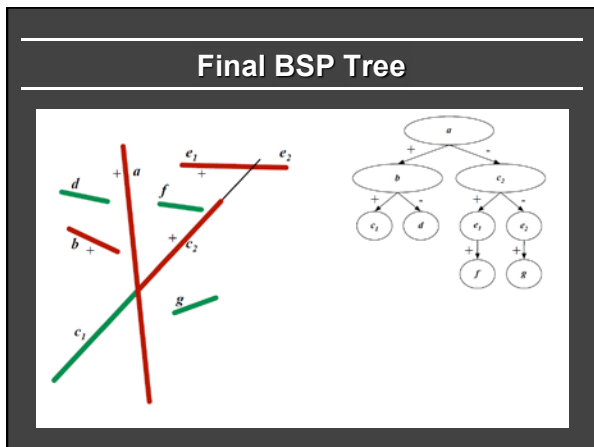 Final BSP Tree
e1 e2
+ a +
d f
b + + c2
g
c1
a
+ -
b c2
+ - + -
c1 d e1 e2
+ +
f g